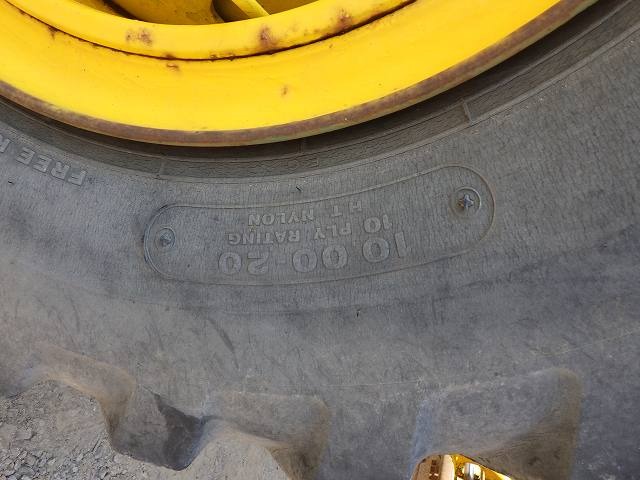 10.00-20
10 PLY RATING
H.T. NYLON
FREE